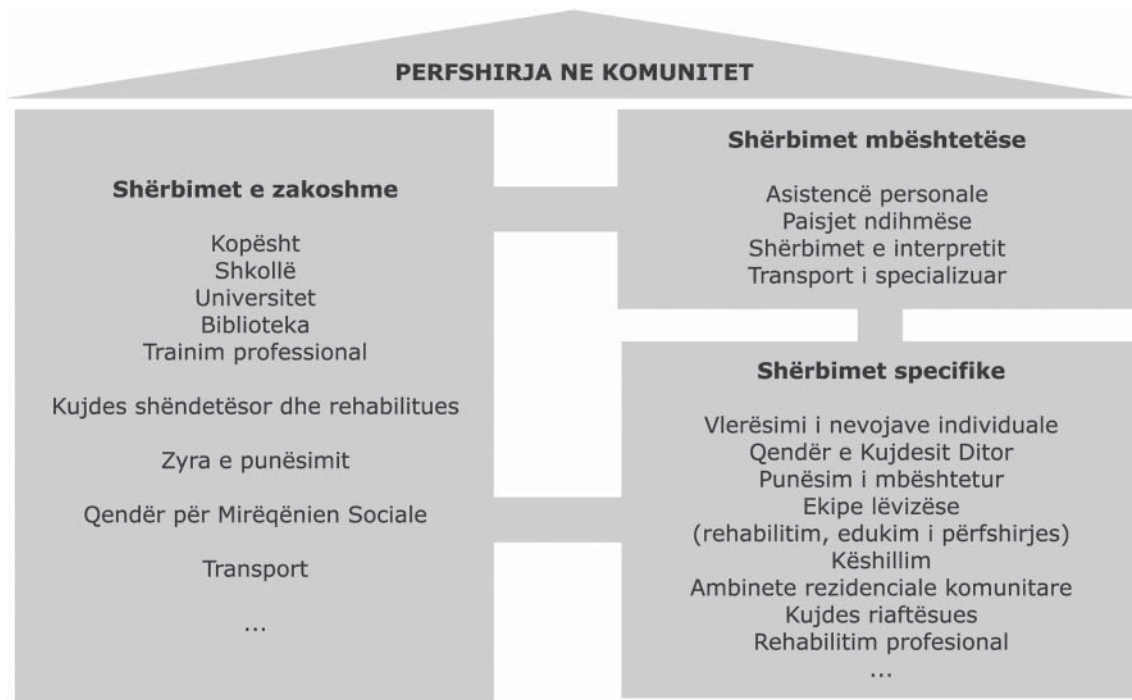 PERFSHIRJA NE KOMUNITET
Shërbimet e zakoshme
Kopësht
Shkollë
Universitet
Biblioteka
Trainim professional
Kujdes shëndetësor dhe rehabilitues
Zyra e punësimit
Qendër për Mirëqënien Sociale
Transport
...
Shërbimet mbështetëse
Asistencë personale
Paisjet ndihmëse
Shërbimet e interpretit
Transport i specializuar
Shërbimet specifike
Vlerësimi i nevojave individuale
Qendër e Kujdesit Ditor
Punësim i mbështetur
Ekipe lëvizëse
(rehabilitim, edukim i përfshirjes)
Këshillim
Ambinete rezidenciale komunitare
Kujdes riaftësues
Rehabilitim profesional
...